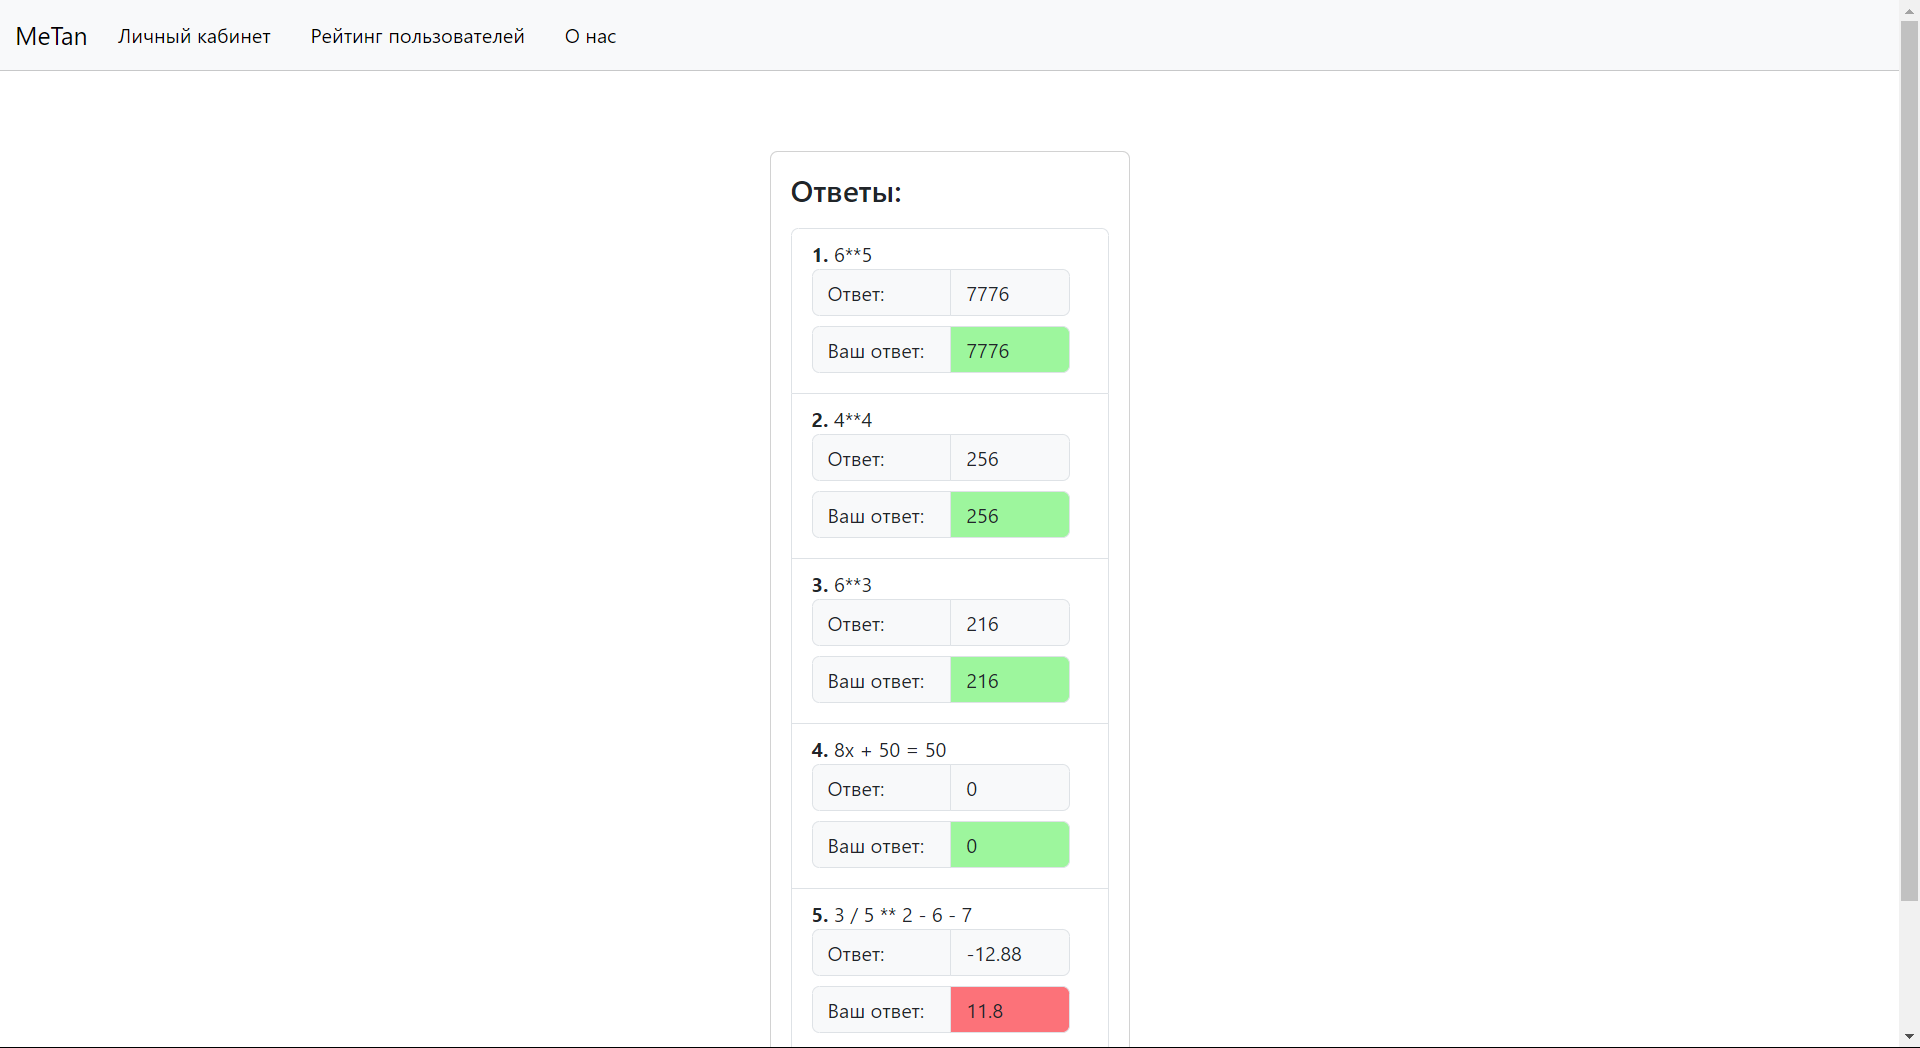 MeTan Личный кабинет Рейтинг пользователей О нас
Ответы:
1. 6**5
Ответ: 7776
Ваш ответ: 7776
2. 4**4
Ответ: 256
Ваш ответ: 256
3. 6**3
Ответ: 216
Ваш ответ: 216
4. 8x + 50 = 50
Ответ: 0
Ваш ответ: 0
5. 3 / 5 ** 2 - 6 - 7
Ответ: -12.88
Ваш ответ: 11.8